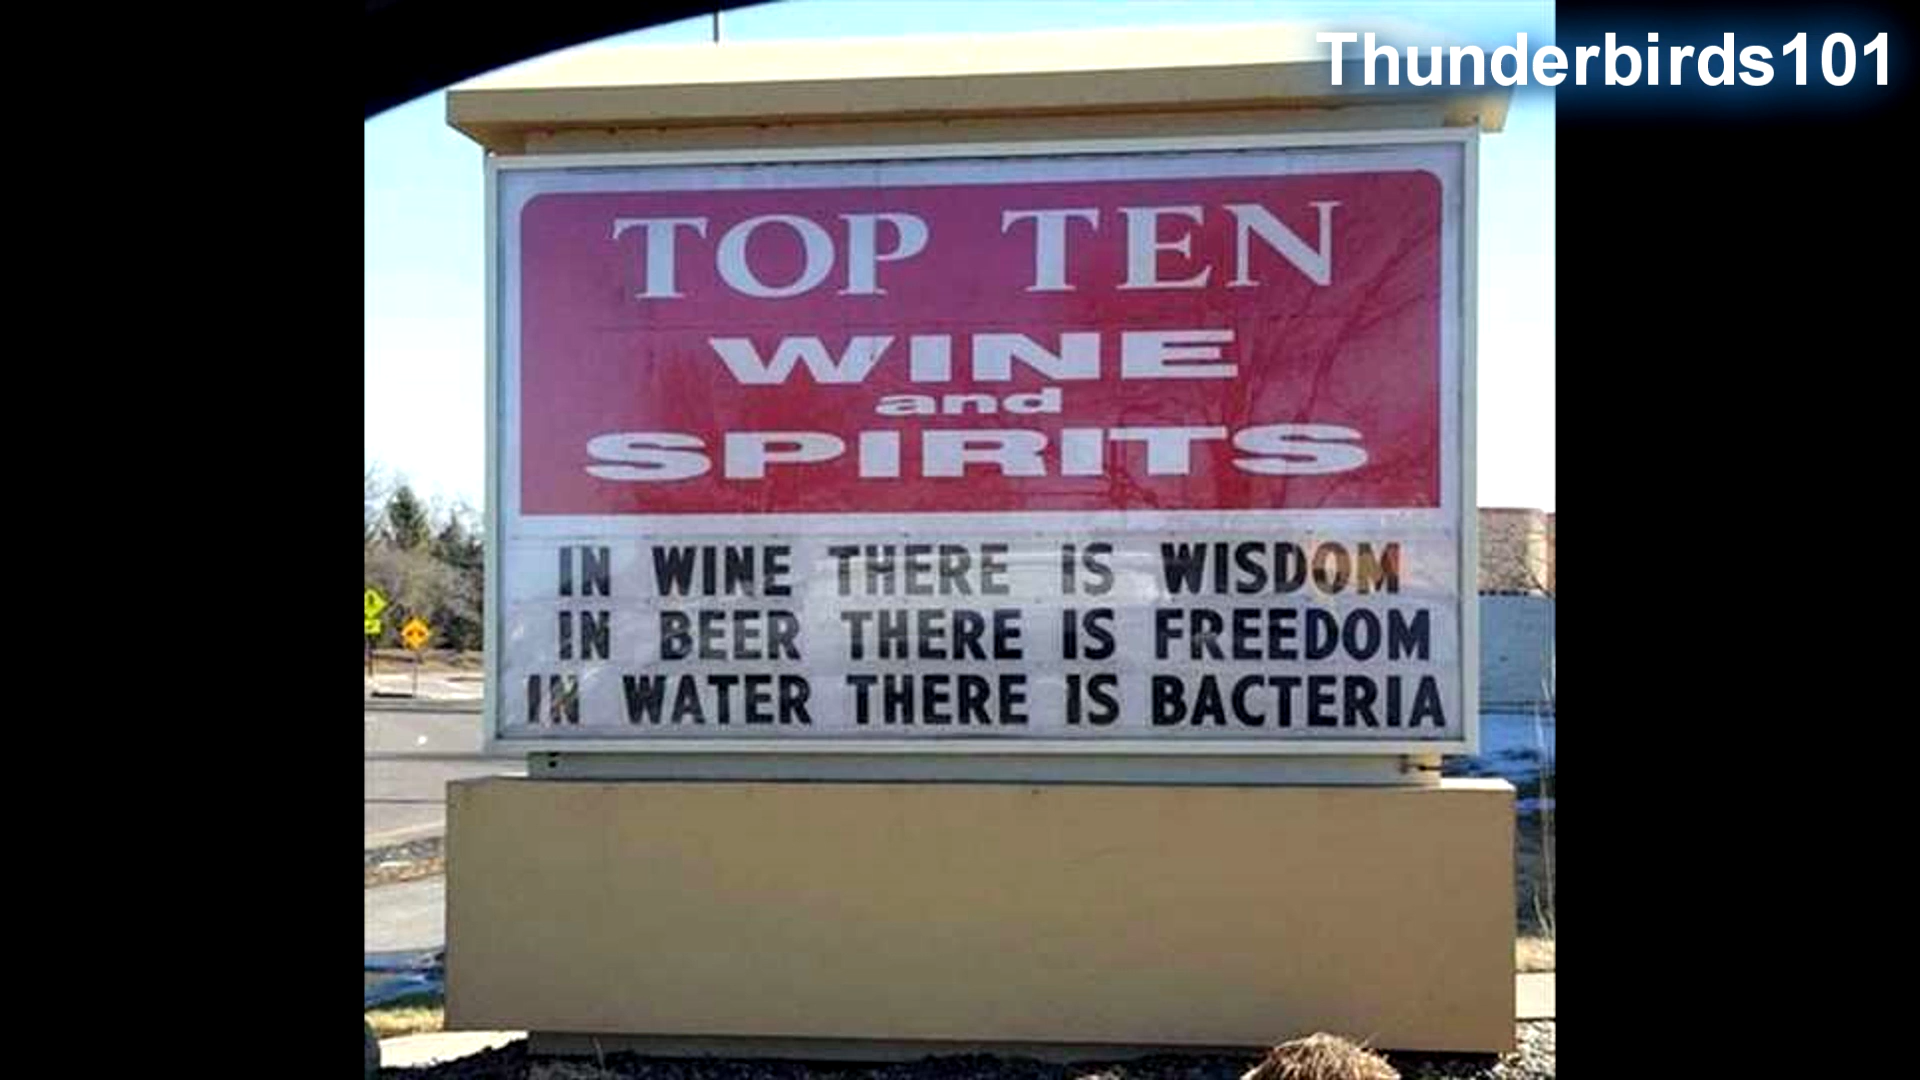 Thunderbirds101
TOP TEN
WINE
and
SPIRITS
IN WINE THERE IS WISDOM
IN BEER THERE IS FREEDOM
IN WATER THERE IS BACTERIA